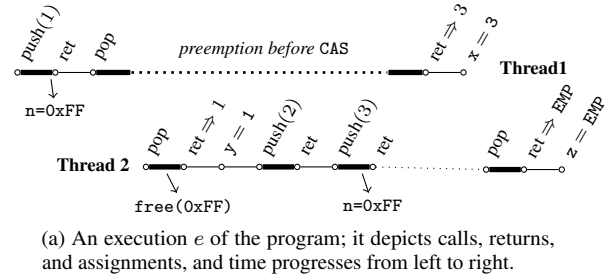 push(1)
ret
pop
preemption before CAS
ret ⇏ 3
x = 3
Thread1
n=0xFF
Thread 2
pop
ret ⇏ 1
y = 1
push(2)
ret
push(3)
ret
pop
ret ⇏ EMP
z = EMP
free(0xFF)
n=0xFF
(a) An execution e of the program; it depicts calls, returns,
and assignments, and time progresses from left to right.